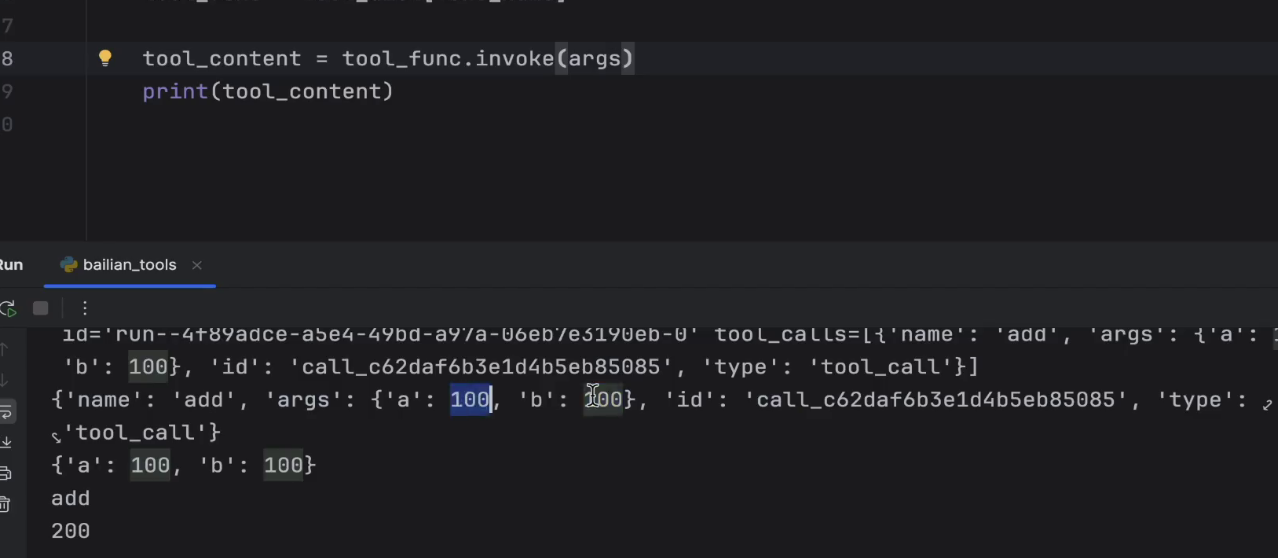 7
8 tool_content = tool_func.invoke(args)
9 print(tool_content)
0
Run bailian_tools
id='run--4f89adce-a5e4-49bd-a97a-06eb7e3190eb-0' tool_calls=[{'name': 'add', 'args': {'a': 1
'b': 100}, 'id': 'call_c62daf6b3e1d4b5eb85085', 'type': 'tool_call'}]
{'name': 'add', 'args': {'a': 100, 'b': 100}, 'id': 'call_c62daf6b3e1d4b5eb85085', 'type':
'tool_call'}
{'a': 100, 'b': 100}
add
200